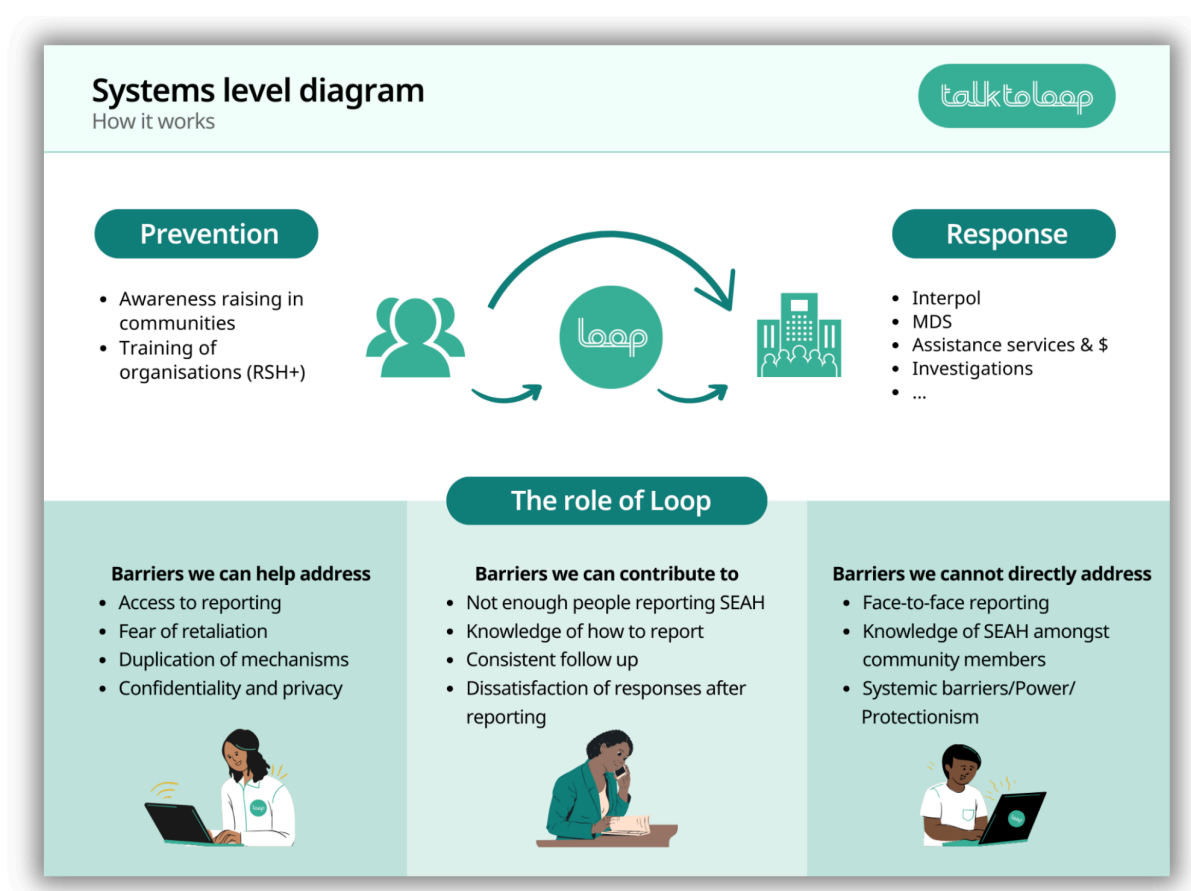 Systems level diagram
How it works
talktoloop
Prevention
• Awareness raising in
communities
• Training of
organisations (RSH+)
loop
Response
• Interpol
• MDS
• Assistance services & $
• Investigations
• ...
The role of Loop
Barriers we can help address
• Access to reporting
• Fear of retaliation
• Duplication of mechanisms
• Confidentiality and privacy
loop
Barriers we can contribute to
• Not enough people reporting SEAH
• Knowledge of how to report
• Consistent follow up
• Dissatisfaction of responses after
reporting
Barriers we cannot directly address
• Face-to-face reporting
• Knowledge of SEAH amongst
community members
• Systemic barriers/Power/
Protectionism
loop